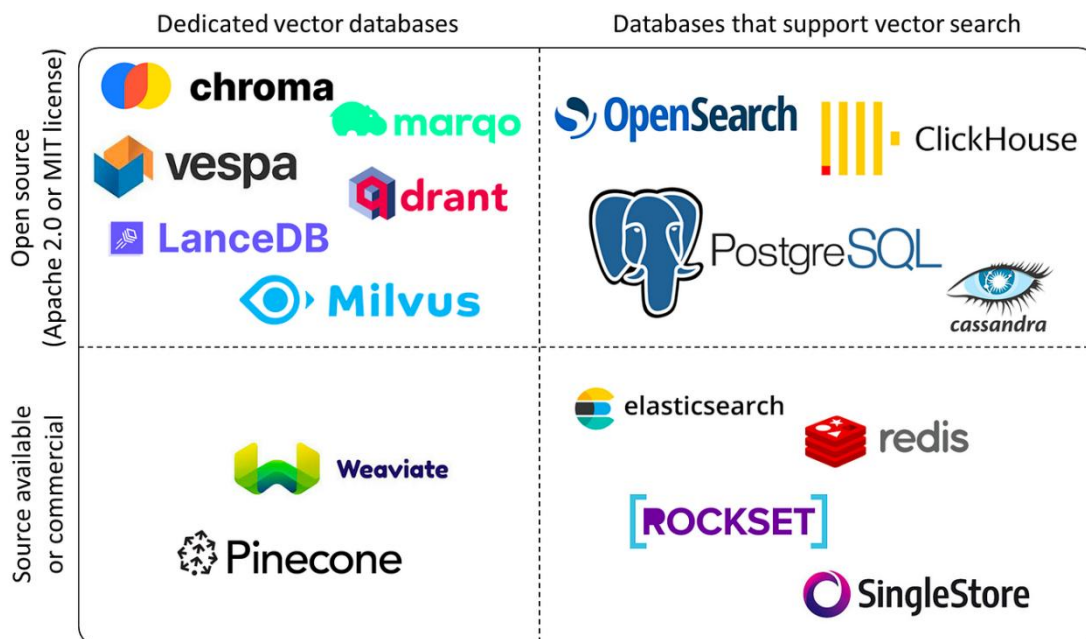 Dedicated vector databases
Databases that support vector search
Open source
(Apache 2.0 or MIT license)
chroma
marqo
vespa
qdrant
LanceDB
Milvus
OpenSearch
ClickHouse
PostgreSQL
cassandra
Source available
or commercial
Weaviate
Pinecone
elasticsearch
redis
[ROCKSET]
SingleStore